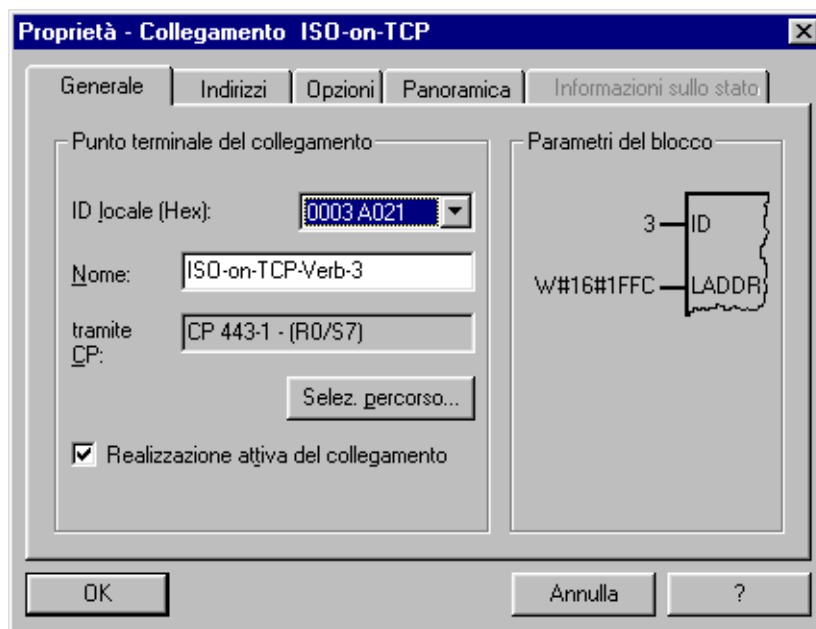 Proprietà - Collegamento ISO-on-TCP
Generale Indirizzi Opzioni Panoramica Informazioni sullo stato
Punto terminale del collegamento
ID locale (Hex): 0003 A021
Nome: ISO-on-TCP-Verb-3
tramite CP: CP 443-1 - (R0/S7)
Selez. percorso...
Realizzazione attiva del collegamento
Parametri del blocco
3 ID
W#16#1FFC LADDR
OK Annulla ?